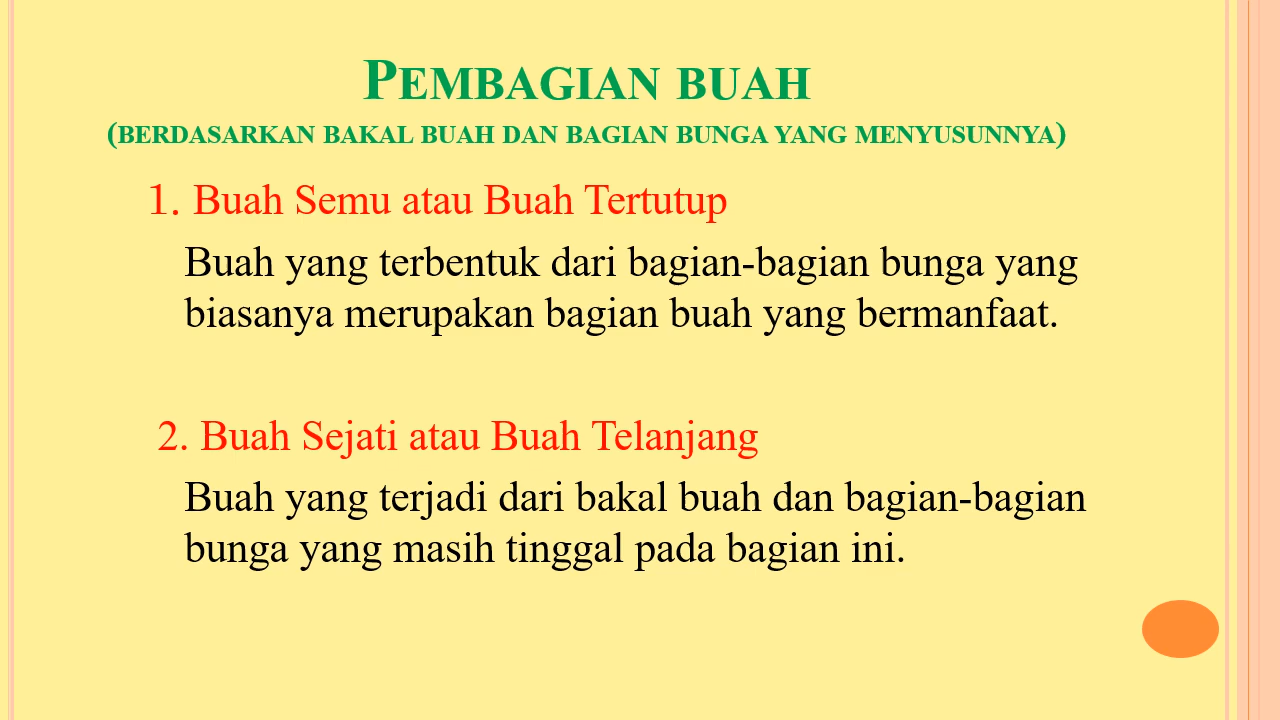 PEMBAGIAN BUAH
(BERDASARKAN BAKAL BUAH DAN BAGIAN BUNGA YANG MENYUSUNNYA)
1. Buah Semu atau Buah Tertutup
Buah yang terbentuk dari bagian-bagian bunga yang
biasanya merupakan bagian buah yang bermanfaat.
2. Buah Sejati atau Buah Telanjang
Buah yang terjadi dari bakal buah dan bagian-bagian
bunga yang masih tinggal pada bagian ini.